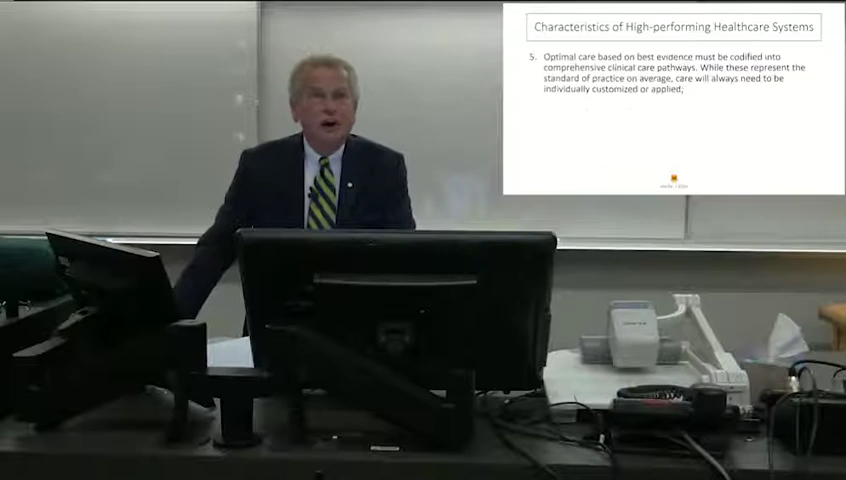 Characteristics of High-performing Healthcare Systems
5. Optimal care based on best evidence must be codified into
comprehensive clinical care pathways. While these represent the
standard of practice on average, care will always need to be
individually customized or applied;